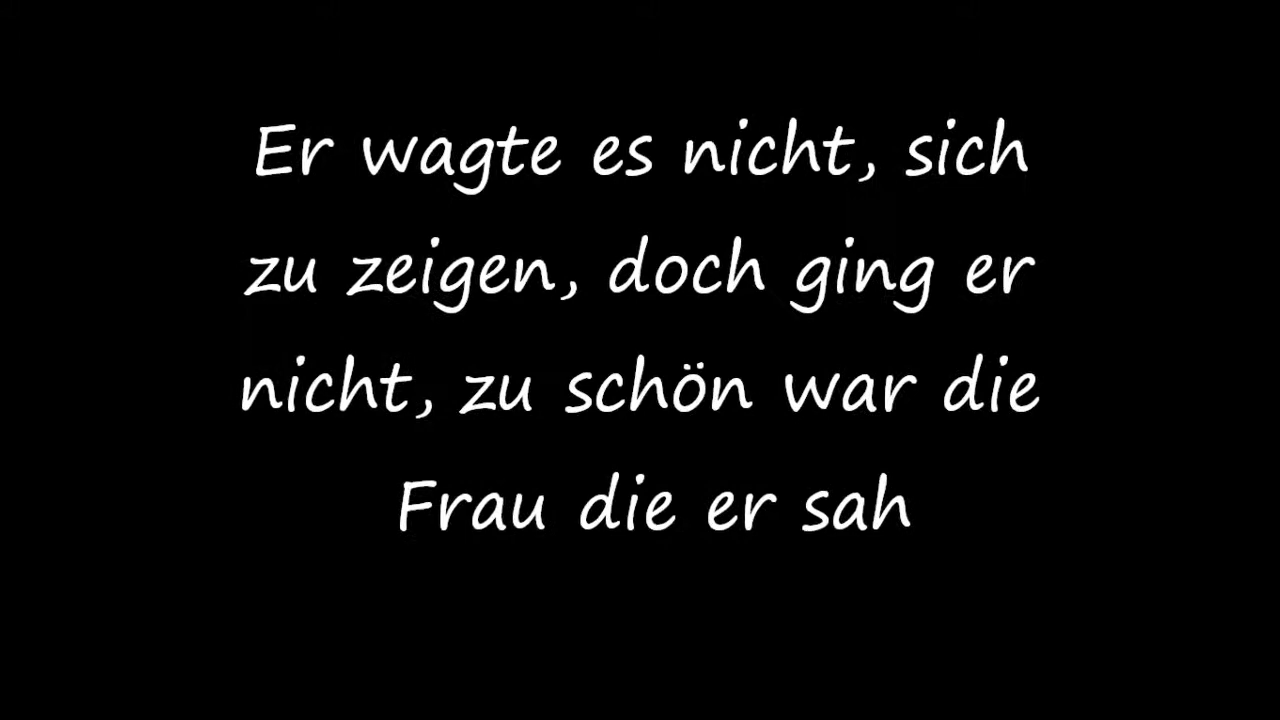 Er wagte es nicht, sich
zu zeigen, doch ging er
nicht, zu schön war die
Frau die er sah